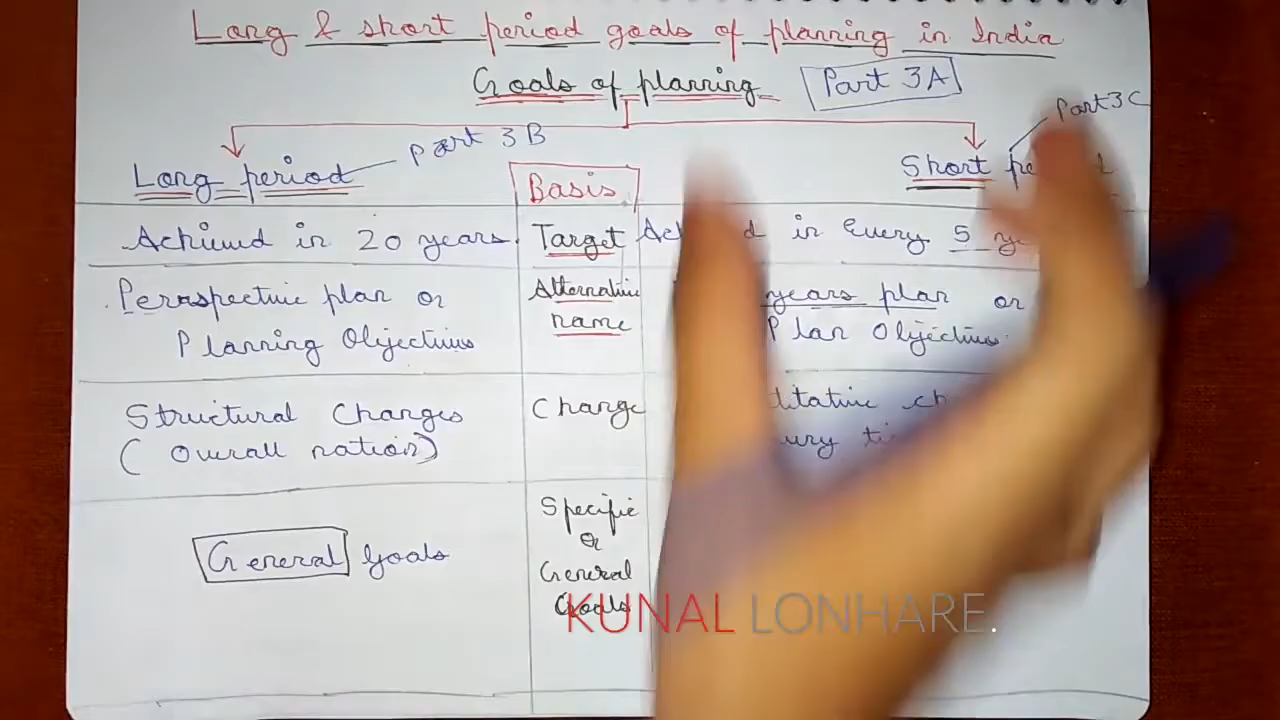 Long & short period goals of planning in India
Goals of planning
Part 3A
Part 3C
Part 3B
Long period
Basis
Short
Achieved in 20 years.
Target
in Every 5
Perspective plan or
Planning Objectives
Alternative
name
years plan or
Plan Objectives.
Structural Changes
(Overall nation)
Change
General goals
Specific
or
General
Goals
KUNAL LONHARE.